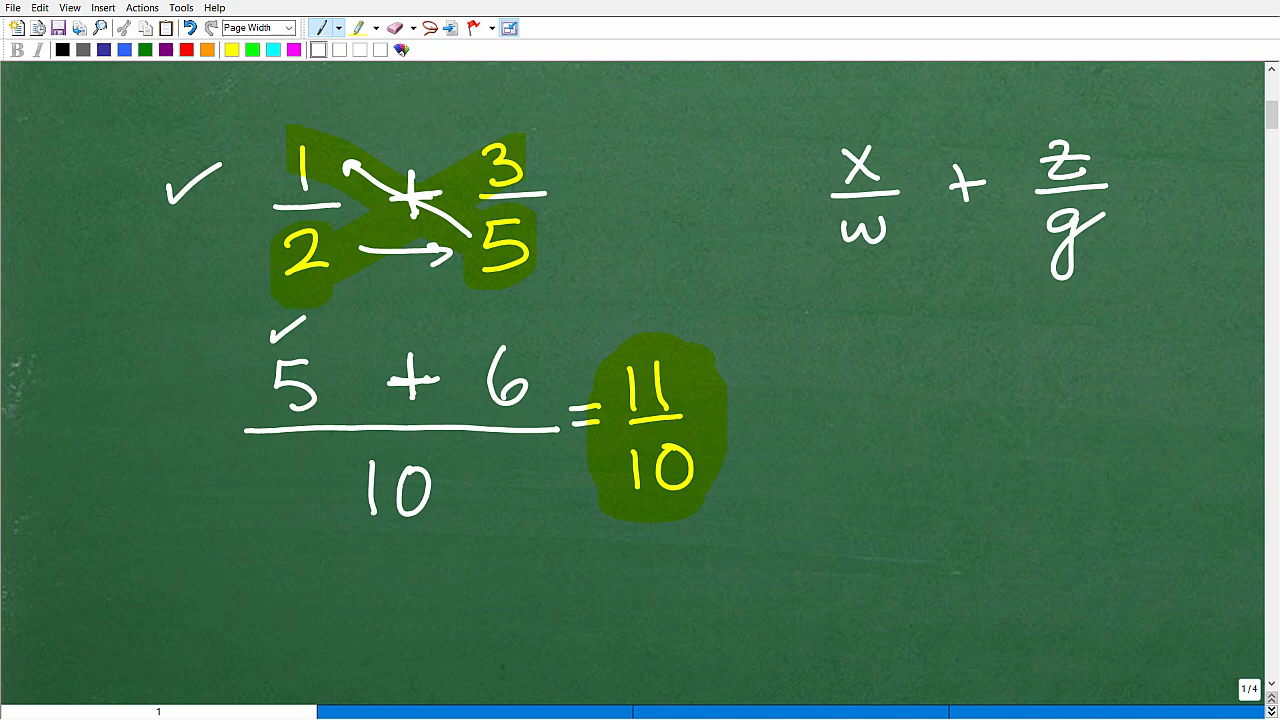 File Edit View Insert Actions Tools Help
Page Width
B I
1/2 + 3/5
x/w + z/g
5 + 6 / 10 = 11/10
1/4
1